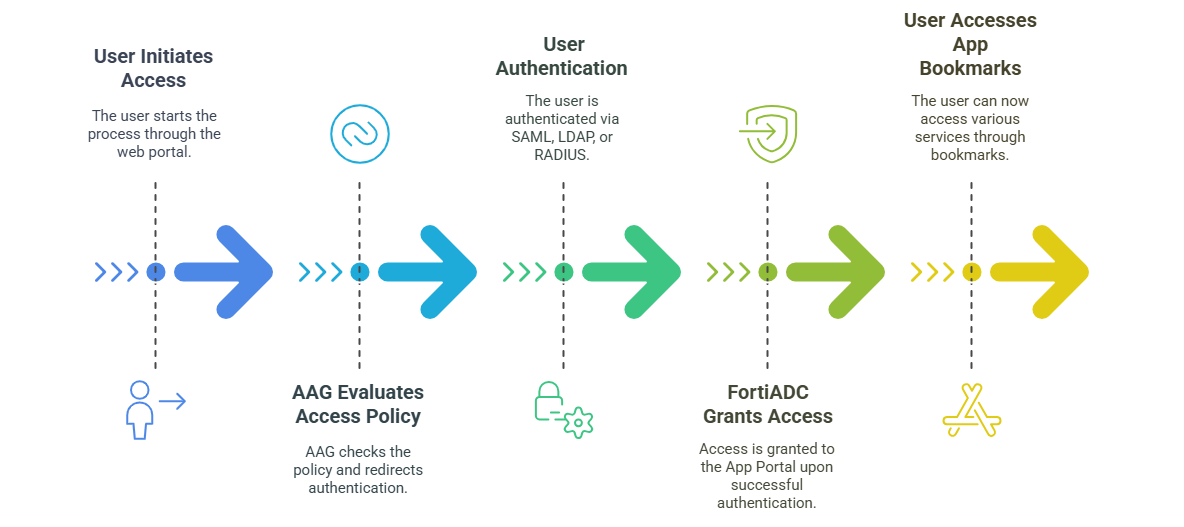 User Initiates
Access
The user starts the
process through the
web portal.
AAG Evaluates
Access Policy
AAG checks the
policy and redirects
authentication.
User
Authentication
The user is
authenticated via
SAML, LDAP, or
RADIUS.
FortiADC
Grants Access
Access is granted to
the App Portal upon
successful
authentication.
User Accesses
App
Bookmarks
The user can now
access various
services through
bookmarks.